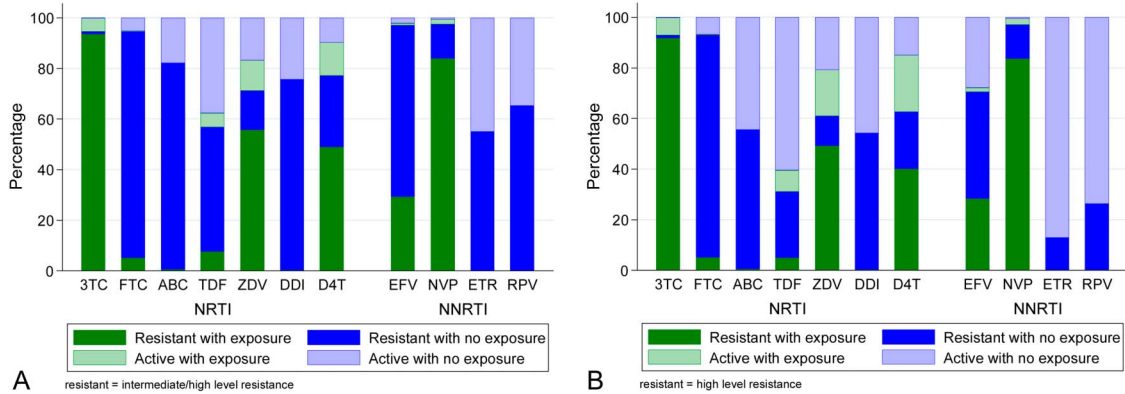 100
80
60
40
20
0
Percentage
3TC FTC ABC TDF ZDV DDI D4T EFV NVP ETR RPV
NRTI NNRTI
Resistant with exposure Resistant with no exposure
Active with exposure Active with no exposure
A
resistant = intermediate/high level resistance
100
80
60
40
20
0
Percentage
3TC FTC ABC TDF ZDV DDI D4T EFV NVP ETR RPV
NRTI NNRTI
Resistant with exposure Resistant with no exposure
Active with exposure Active with no exposure
B
resistant = high level resistance